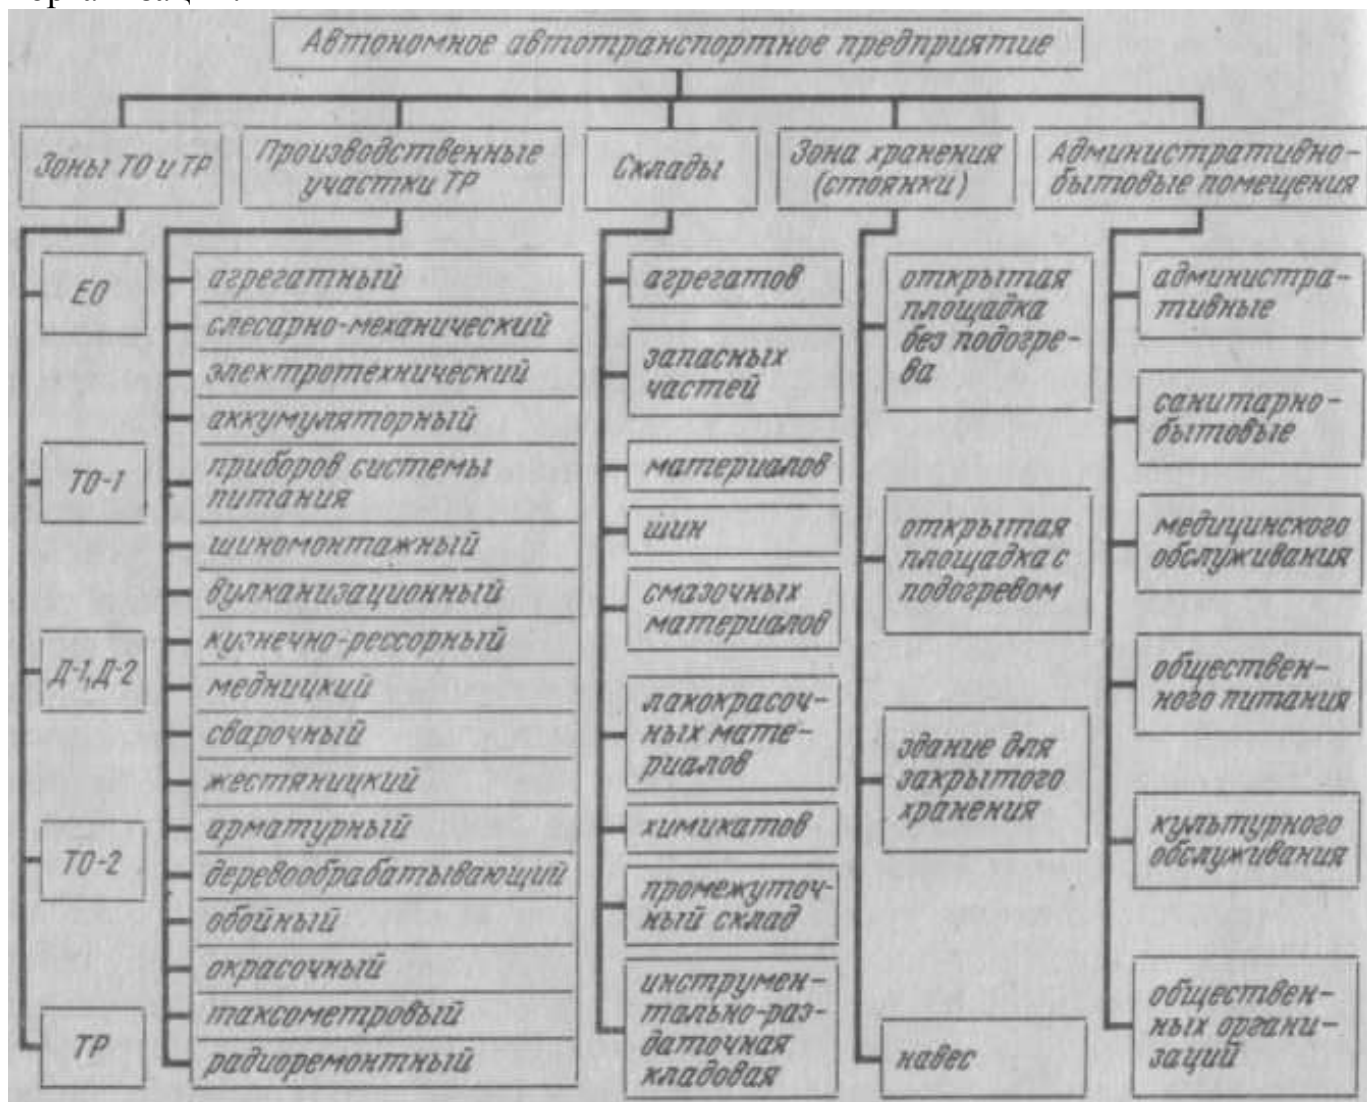 Автономное автотранспортное предприятие
Зоны ТО и ТР
Производственные
участки ТР
Склады
Зона хранения
(стоянки)
Административно-
бытовые помещения
ЕО
ТО-1
Д-1,Д-2
ТО-2
ТР
агрегатный
слесарно-механический
электротехнический
аккумуляторный
приборов системы
питания
шиномонтажный
вулканизационный
кузнечно-рессорный
медницкий
сварочный
жестяницкий
арматурный
деревообрабатывающий
обойный
окрасочный
таксометровый
радиоремонтный
агрегатов
запасных
частей
материалов
шин
смазочных
материалов
лакокрасоч-
ных мате-
риалов
химикатов
промежуточ-
ный склад
инструмен-
тально-раз-
даточная
кладовая
открытая
площадка
без подогре-
ва
открытая
площадка с
подогревом
здание для
закрытого
хранения
навес
администра-
тивные
санитарно-
бытовые
медицинского
обслуживания
обществен-
ного питания
культурного
обслуживания
обществен-
ных органи-
заций